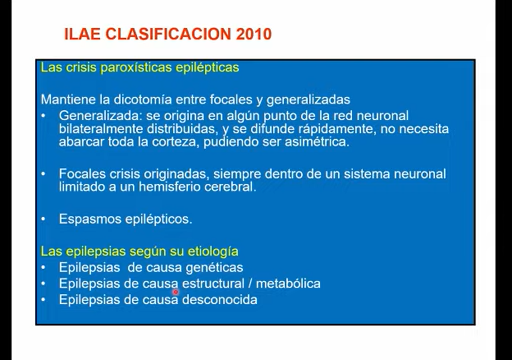 ILAE CLASIFICACION 2010
Las crisis paroxísticas epilépticas
Mantiene la dicotomía entre focales y generalizadas
• Generalizada: se origina en algún punto de la red neuronal
bilateralmente distribuidas, y se difunde rápidamente, no necesita
abarcar toda la corteza, pudiendo ser asimétrica.
• Focales crisis originadas, siempre dentro de un sistema neuronal
limitado a un hemisferio cerebral.
• Espasmos epilépticos.
Las epilepsias según su etiología
• Epilepsias de causa genéticas
• Epilepsias de causa estructural / metabólica
• Epilepsias de causa desconocida